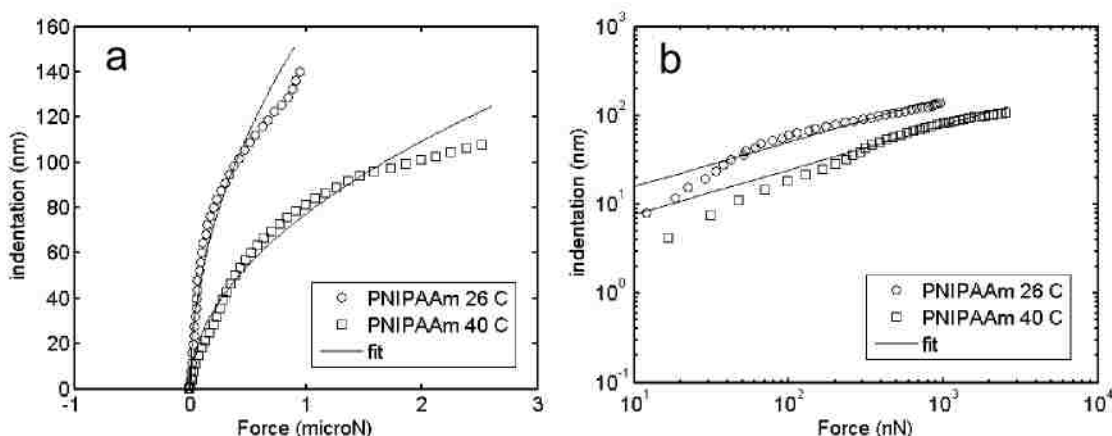 a
indentation (nm)
160
140
120
100
80
60
40
20
0
-1 0 1 2 3
Force (microN)
PNIPAAm 26 C
PNIPAAm 40 C
fit
b
indentation (nm)
10^3
10^2
10^1
10^0
10^-1
10^1 10^2 10^3 10^4
Force (nN)
PNIPAAm 26 C
PNIPAAm 40 C
fit